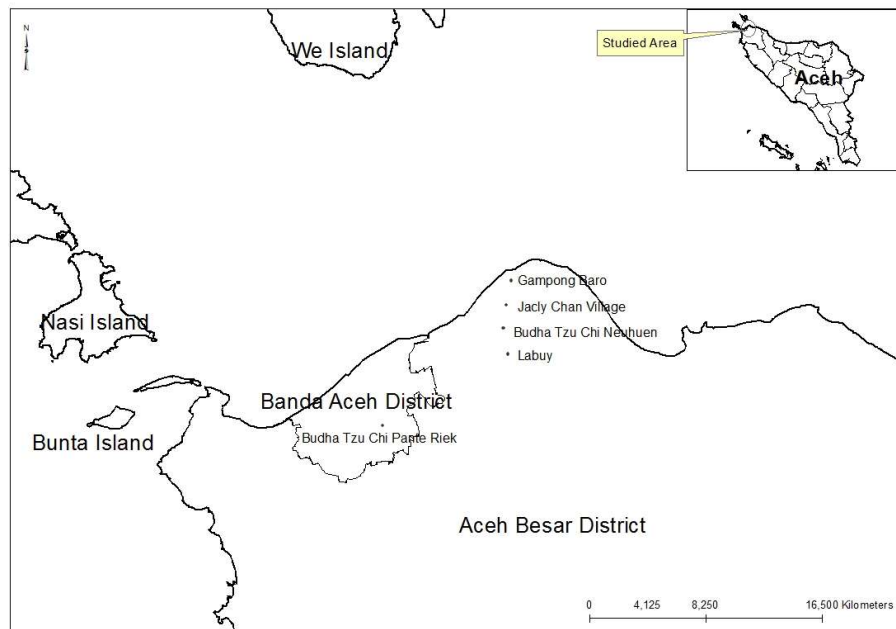 N
We Island
Studied Area
Aceh
Gampong Baro
Jacly Chan Village
Nasi Island
Budha Tzu Chi Neuhuen
Labuy
Banda Aceh District
Bunta Island
Budha Tzu Chi Pante Riek
Aceh Besar District
0 4,125 8,250 16,500 Kilometers